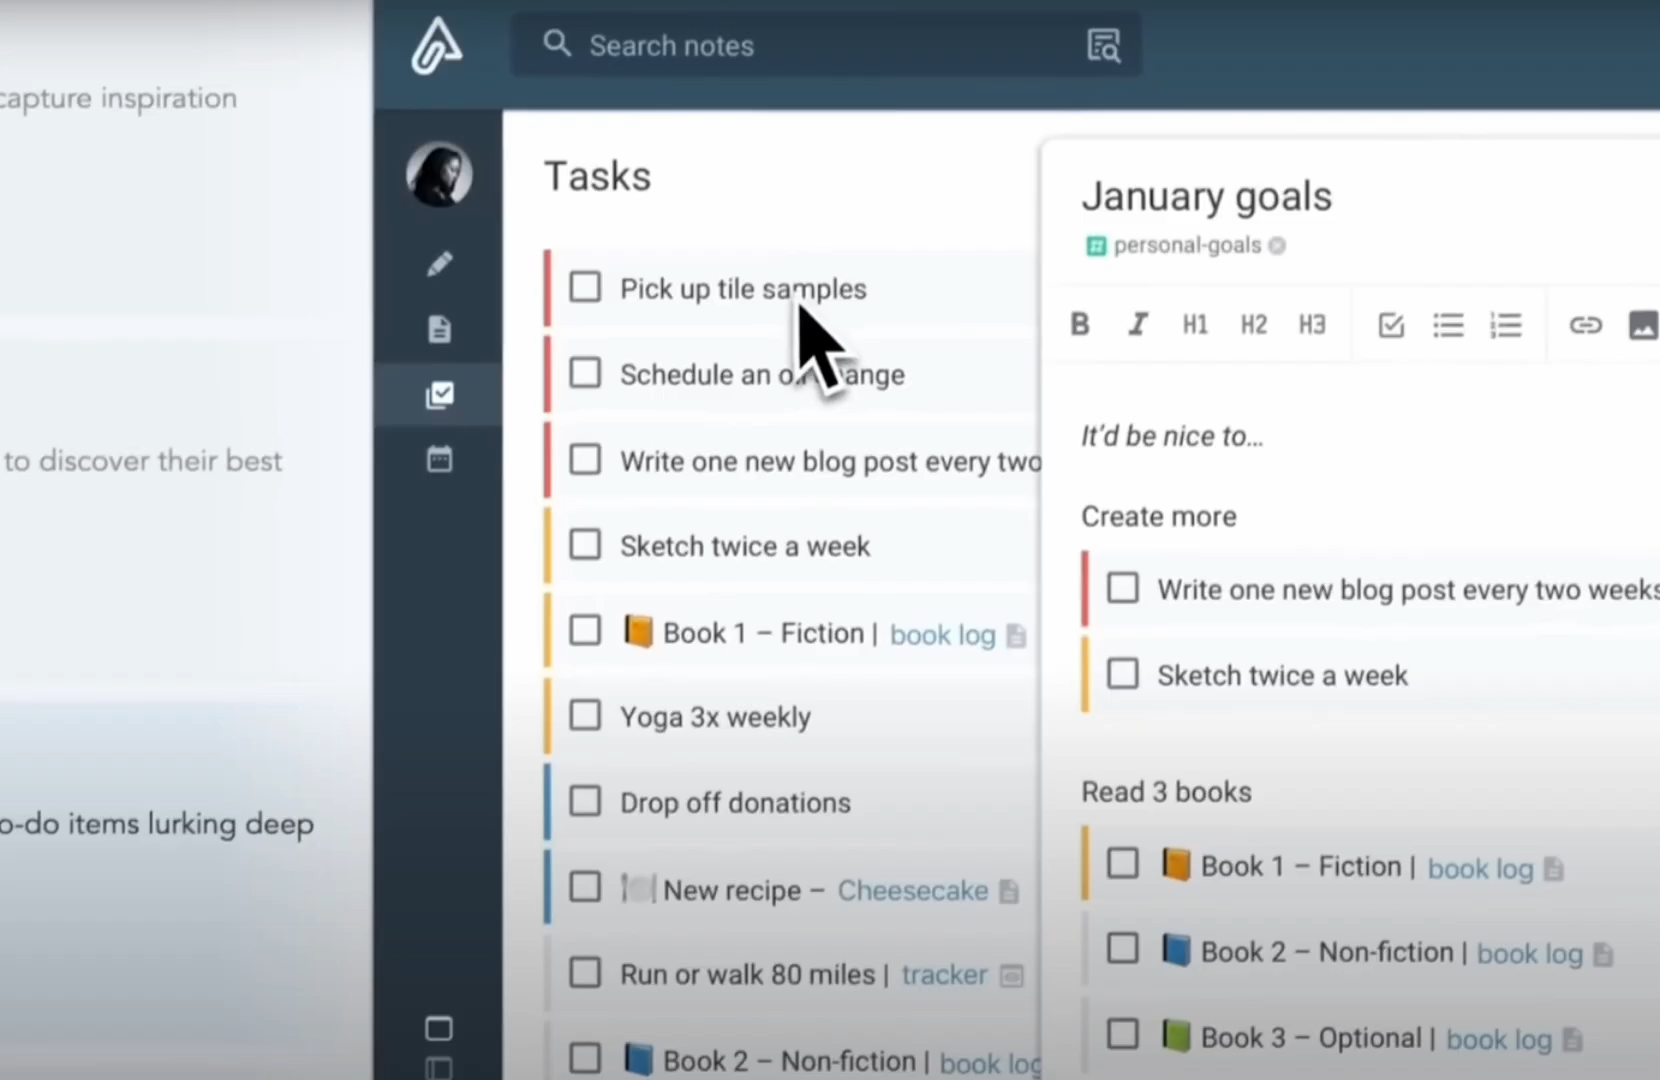 capture inspiration
to discover their best
o-do items lurking deep
Search notes
Tasks
Pick up tile samples
Schedule an ange
Write one new blog post every two
Sketch twice a week
Book 1 – Fiction | book log
Yoga 3x weekly
Drop off donations
New recipe – Cheesecake
Run or walk 80 miles | tracker
Book 2 – Non-fiction | book log
January goals
personal-goals
B I H1 H2 H3
It'd be nice to...
Create more
Write one new blog post every two weeks
Sketch twice a week
Read 3 books
Book 1 – Fiction | book log
Book 2 – Non-fiction | book log
Book 3 – Optional | book log